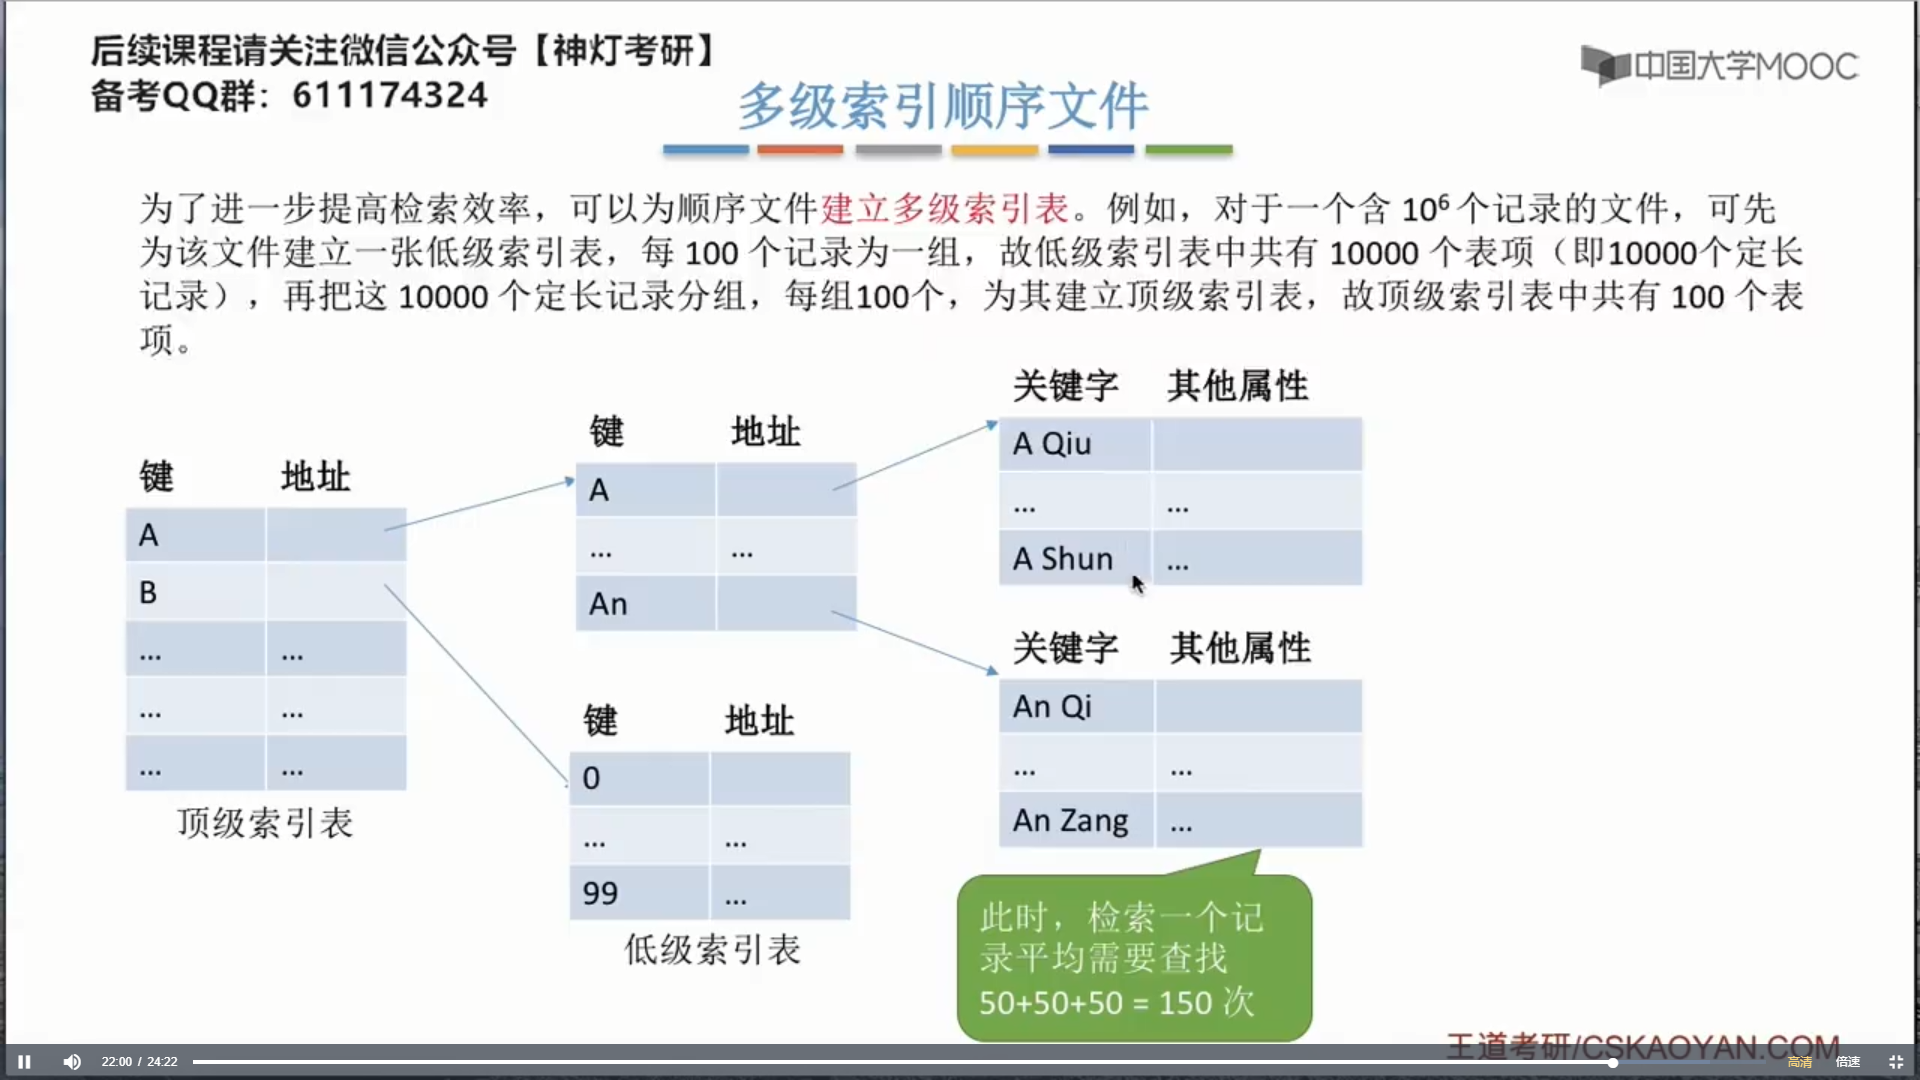 后续课程请关注微信公众号【神灯考研】
备考QQ群：611174324
中国大学MOOC
多级索引顺序文件
为了进一步提高检索效率，可以为顺序文件建立多级索引表。例如，对于一个含 10⁶ 个记录的文件，可先
为该文件建立一张低级索引表，每 100 个记录为一组，故低级索引表中共有 10000 个表项（即10000个定长
记录），再把这 10000 个定长记录分组，每组100个，为其建立顶级索引表，故顶级索引表中共有 100 个表
项。
键 地址
A
B
... ...
... ...
... ...
顶级索引表
键 地址
A
... ...
An
键 地址
0
... ...
99 ...
低级索引表
关键字 其他属性
A Qiu
... ...
A Shun ...
关键字 其他属性
An Qi
... ...
An Zang ...
此时，检索一个记
录平均需要查找
50+50+50 = 150 次
王道考研/CSKAOYAN.COM
22:00 / 24:22
高清 倍速